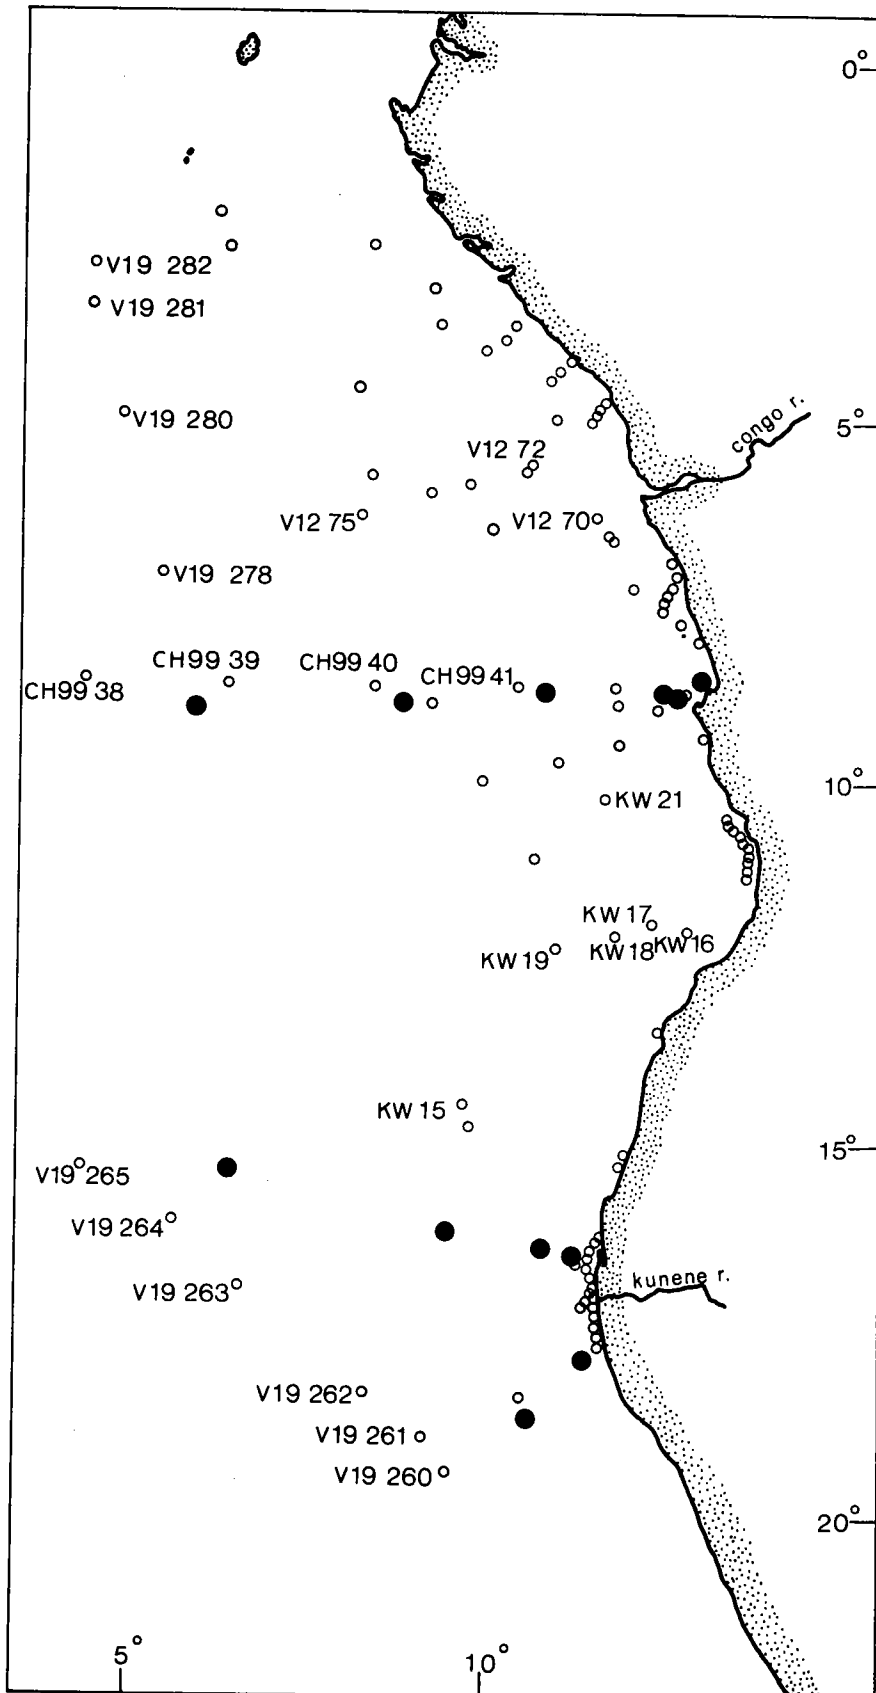 0°
V19 282
V19 281
congo r.
V19 280
5°
V12 72
V12 75
V12 70
V19 278
CH99 39
CH99 40
CH99 41
CH99 38
10°
KW 21
KW 17
KW 19
KW 18
KW 16
KW 15
15°
V19 265
V19 264
kunene r.
V19 263
V19 262
V19 261
V19 260
20°
5°
10°